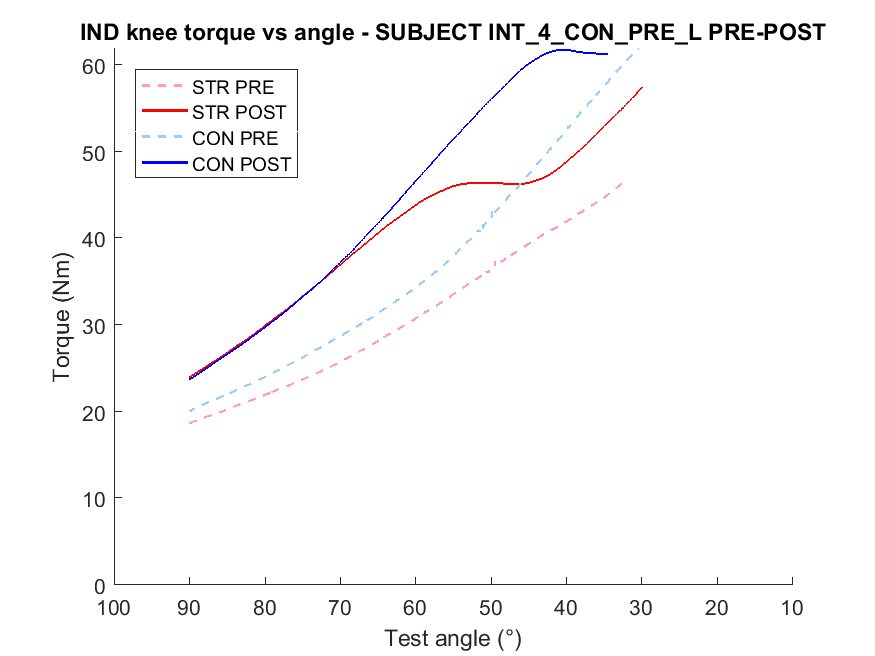 IND knee torque vs angle - SUBJECT INT_4_CON_PRE_L PRE-POST
60
50
40
30
20
10
0
Torque (Nm)
STR PRE
STR POST
CON PRE
CON POST
100 90 80 70 60 50 40 30 20 10
Test angle (°)